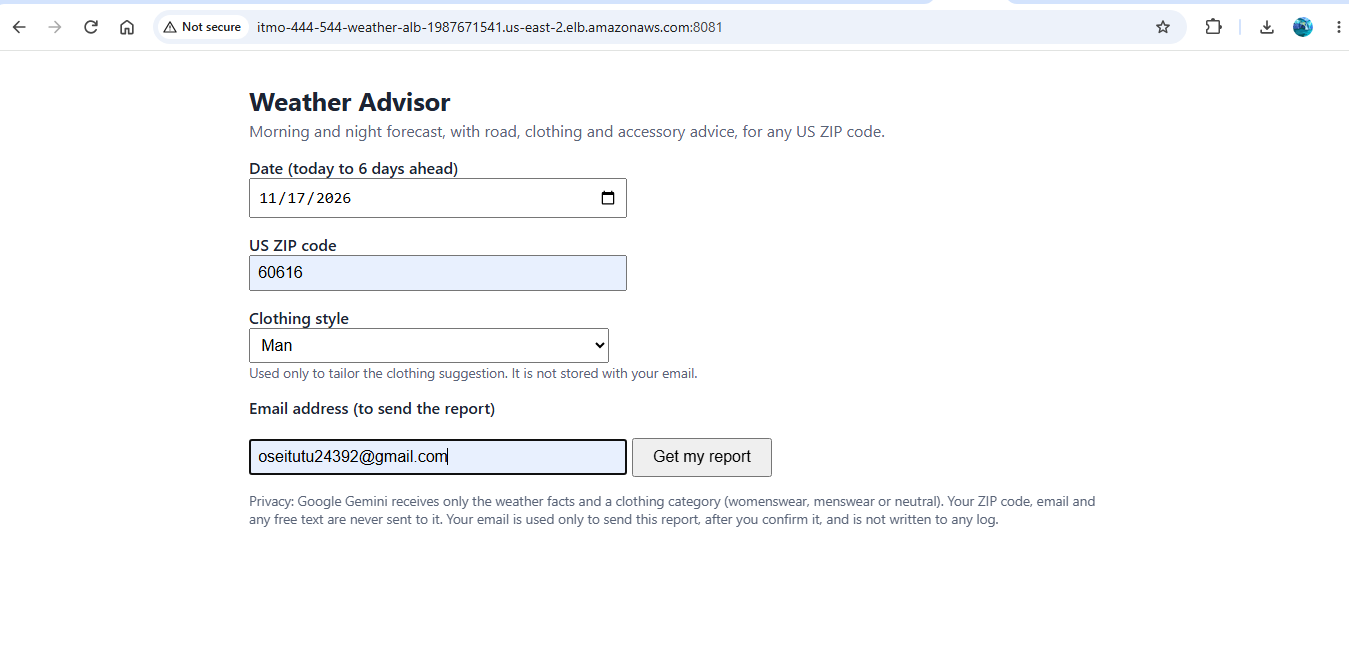 Not secure
itmo-444-544-weather-alb-1987671541.us-east-2.elb.amazonaws.com:8081
Weather Advisor
Morning and night forecast, with road, clothing and accessory advice, for any US ZIP code.
Date (today to 6 days ahead)
11/17/2026
US ZIP code
60616
Clothing style
Man
Used only to tailor the clothing suggestion. It is not stored with your email.
Email address (to send the report)
oseitutu24392@gmail.com
Get my report
Privacy: Google Gemini receives only the weather facts and a clothing category (womenswear, menswear or neutral). Your ZIP code, email and
any free text are never sent to it. Your email is used only to send this report, after you confirm it, and is not written to any log.